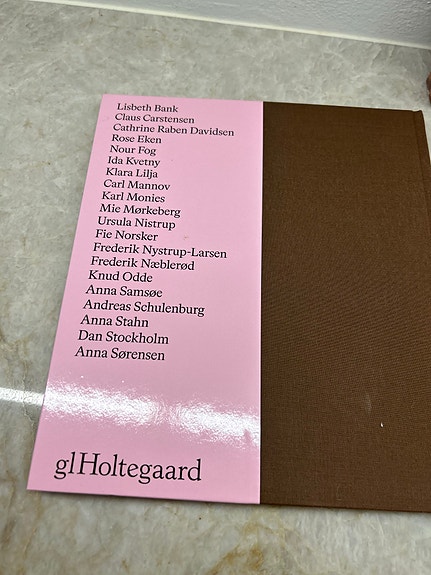 Lisbeth Bank
Claus Carstensen
Cathrine Raben Davidsen
Rose Eken
Nour Fog
Ida Kvetny
Klara Lilja
Carl Mannov
Karl Monies
Mie Mørkeberg
Ursula Nistrup
Fie Norsker
Frederik Nystrup-Larsen
Frederik Næblerød
Knud Odde
Anna Samsøe
Andreas Schulenburg
Anna Stahn
Dan Stockholm
Anna Sørensen
glHoltegaard